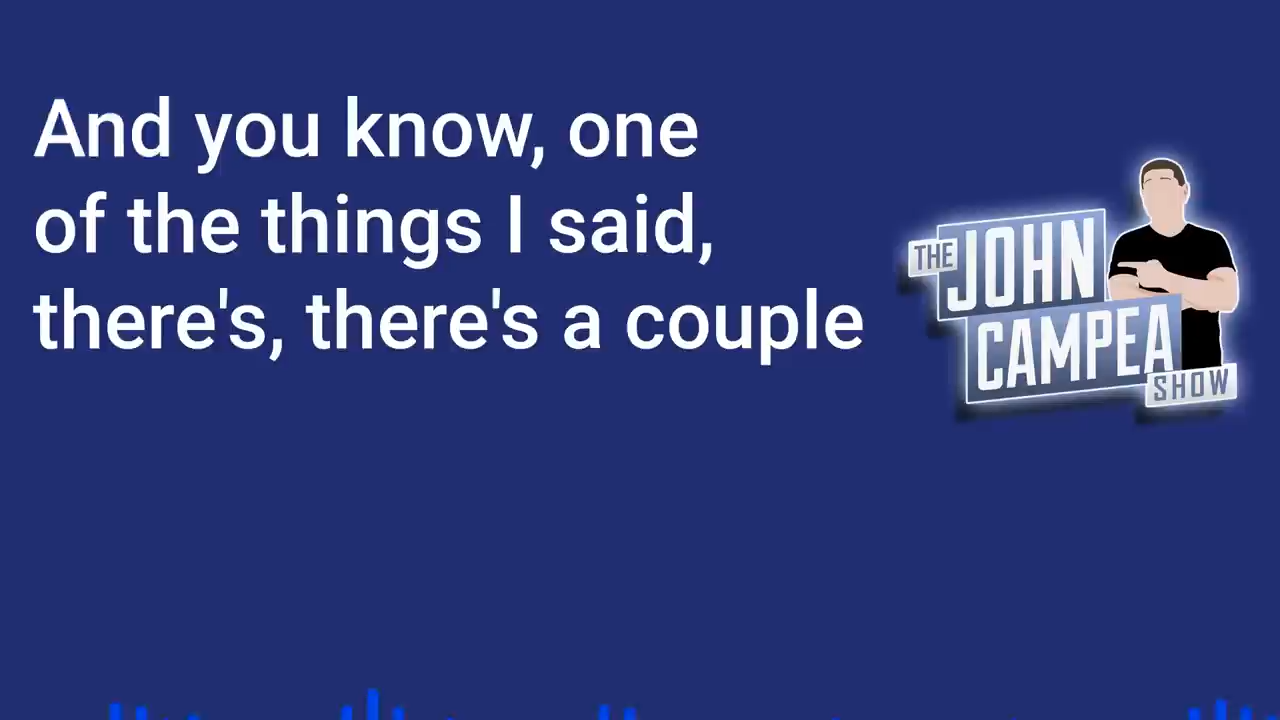 And you know, one
of the things I said,
there's, there's a couple
THE
JOHN
CAMPEA
SHOW